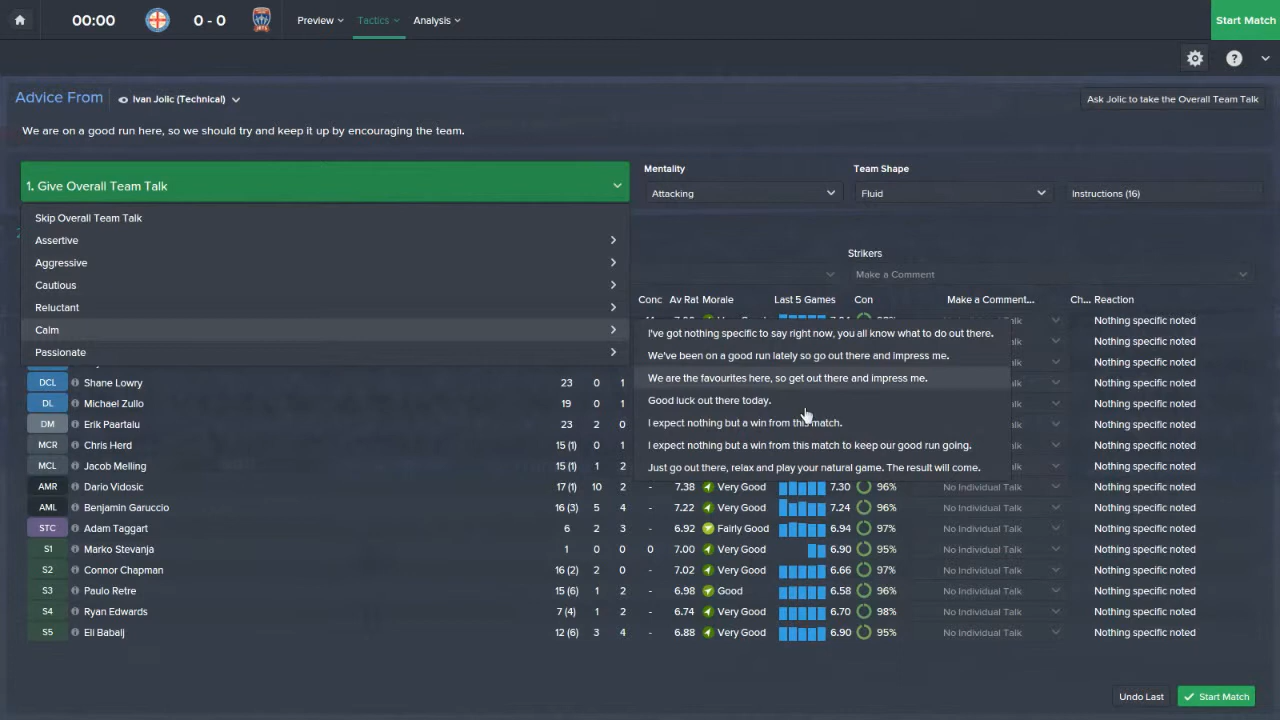 00:00 0 - 0 Preview Tactics Analysis Start Match
Advice From Ivan Jolic (Technical) Ask Jolic to take the Overall Team Talk
We are on a good run here, so we should try and keep it up by encouraging the team.
1. Give Overall Team Talk
Mentality Team Shape
Attacking Fluid Instructions (16)
Skip Overall Team Talk
Assertive
Aggressive
Cautious
Reluctant
Calm
Passionate
Strikers
Make a Comment
Conc Av Rat Morale Last 5 Games Con Make a Comment... Ch... Reaction
Nothing specific noted
I've got nothing specific to say right now, you all know what to do out there.
Nothing specific noted
We've been on a good run lately so go out there and impress me.
Nothing specific noted
We are the favourites here, so get out there and impress me.
DCL Shane Lowry 23 0 1 Nothing specific noted
Good luck out there today.
DL Michael Zullo 19 0 1 Nothing specific noted
I expect nothing but a win from this match.
DM Erik Paartalu 23 2 0 Nothing specific noted
I expect nothing but a win from this match to keep our good run going.
MCR Chris Herd 15 (1) 0 1 Nothing specific noted
Just go out there, relax and play your natural game. The result will come.
MCL Jacob Melling 15 (1) 1 2 Nothing specific noted
AMR Dario Vidosic 17 (1) 10 2 - 7.38 Very Good 7.30 96% No Individual Talk Nothing specific noted
AML Benjamin Garuccio 16 (3) 5 4 - 7.22 Very Good 7.24 96% No Individual Talk Nothing specific noted
STC Adam Taggart 6 2 3 - 6.92 Fairly Good 6.94 97% No Individual Talk Nothing specific noted
S1 Marko Stevanja 1 0 0 0 7.00 Very Good 6.90 95% No Individual Talk Nothing specific noted
S2 Connor Chapman 16 (2) 2 0 - 7.02 Very Good 6.66 97% No Individual Talk Nothing specific noted
S3 Paulo Retre 15 (6) 1 2 - 6.98 Good 6.58 96% No Individual Talk Nothing specific noted
S4 Ryan Edwards 7 (4) 1 2 - 6.74 Very Good 6.70 98% No Individual Talk Nothing specific noted
S5 Eli Babalj 12 (6) 3 4 - 6.88 Very Good 6.90 95% No Individual Talk Nothing specific noted
Undo Last Start Match